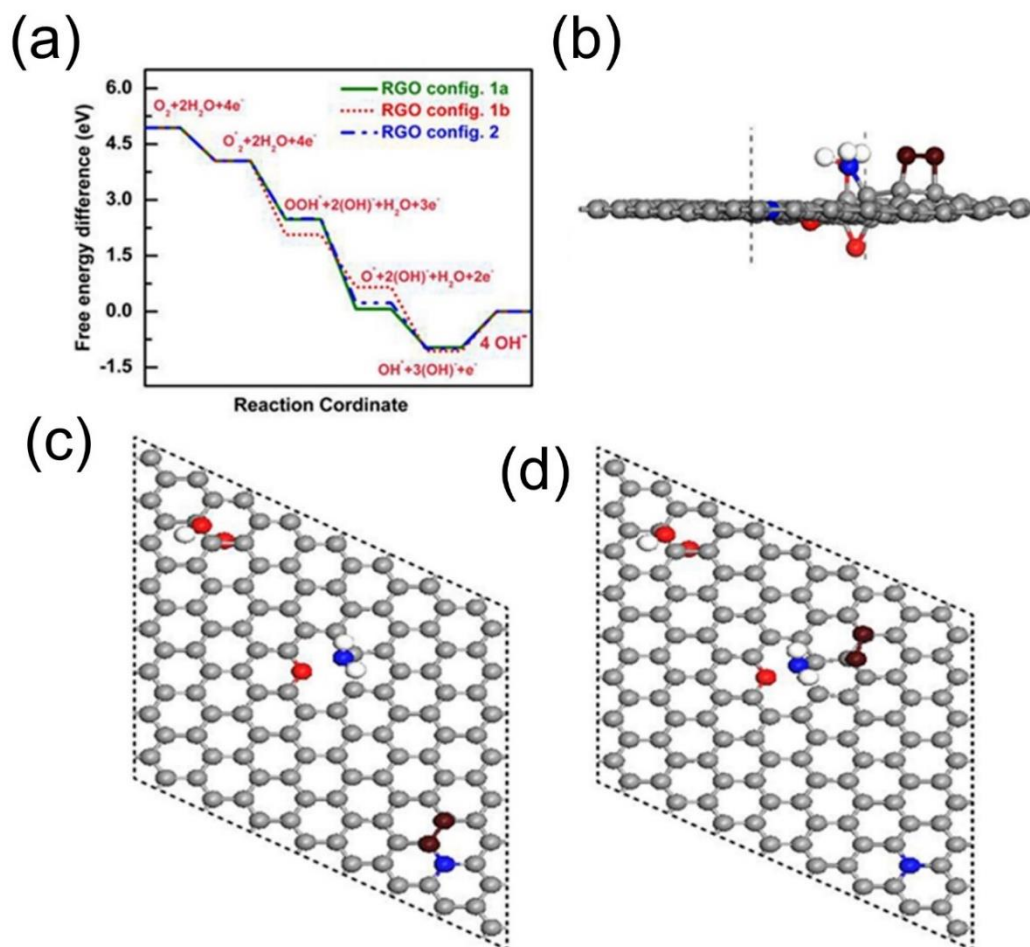 (a)
(b)
Free energy difference (eV)
6.0
4.5
3.0
1.5
0.0
-1.5
RGO config. 1a
RGO config. 1b
RGO config. 2
O₂+2H₂O+4e⁻
O₂*+2H₂O+4e⁻
OOH*+2(OH)⁻+H₂O+3e⁻
O*+2(OH)⁻+H₂O+2e⁻
4 OH⁻
OH*+3(OH)⁻+e⁻
Reaction Cordinate
(c)
(d)